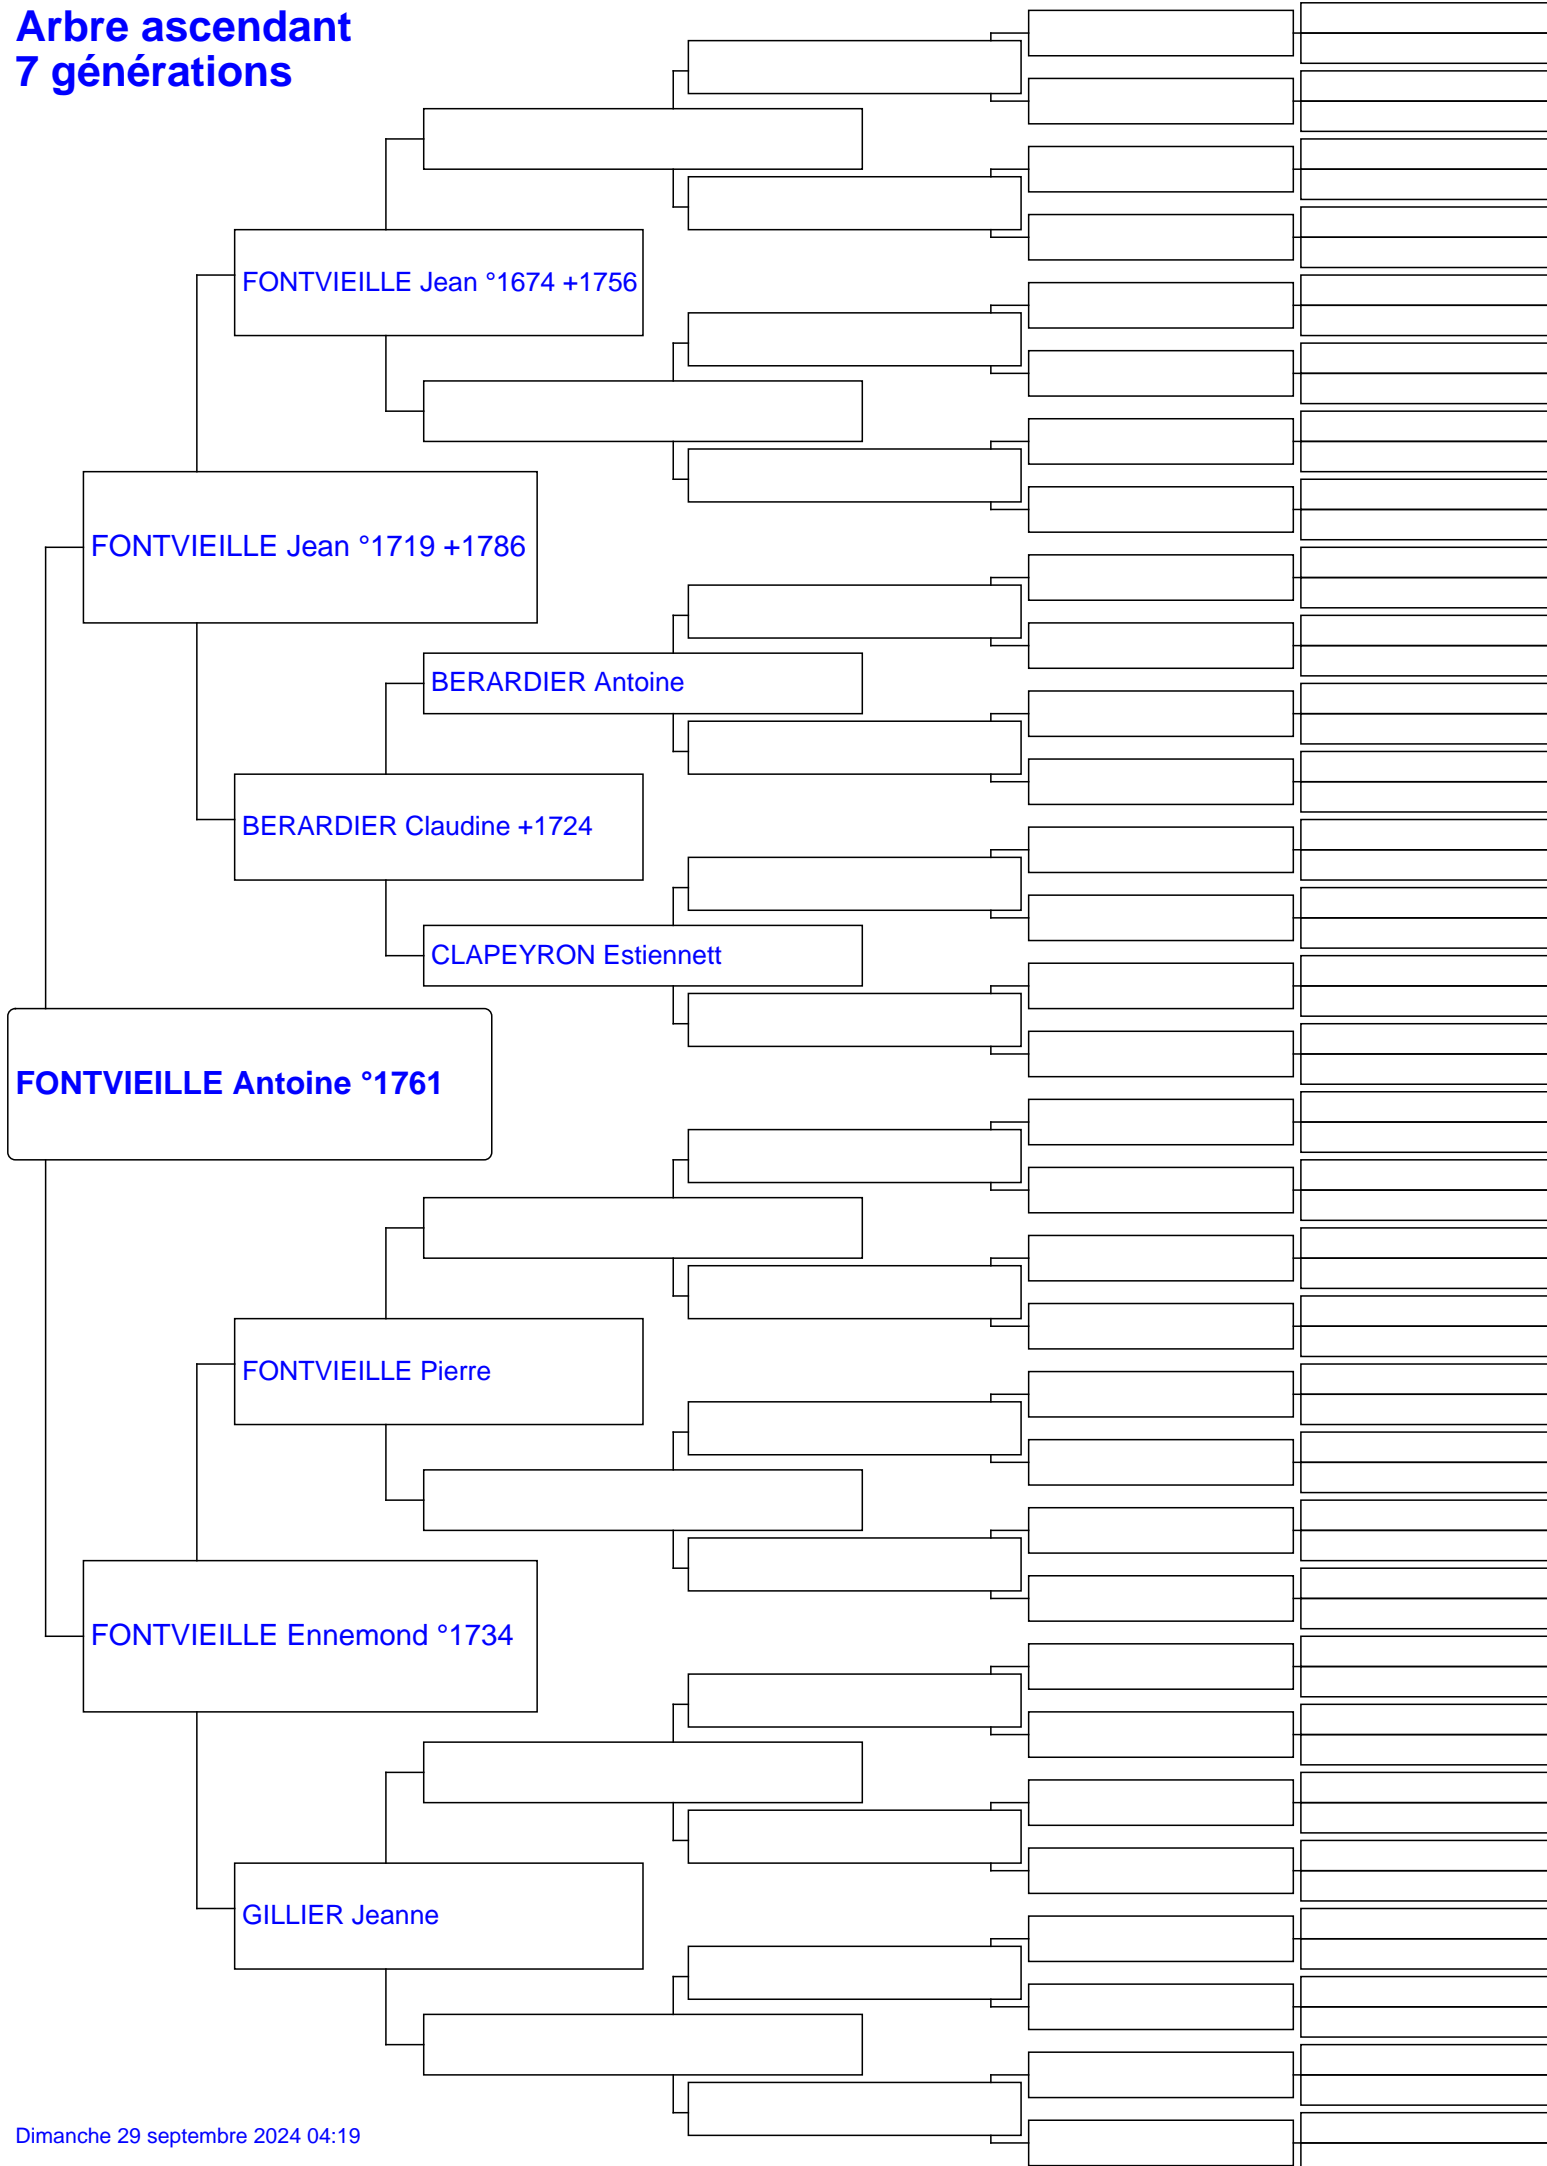 Arbre ascendant
7 générations
FONTVIEILLE Jean °1674 +1756
FONTVIEILLE Jean °1719 +1786
BERARDIER Antoine
BERARDIER Claudine +1724
CLAPEYRON Estiennett
FONTVIEILLE Antoine °1761
FONTVIEILLE Pierre
FONTVIEILLE Ennemond °1734
GILLIER Jeanne
Dimanche 29 septembre 2024 04:19